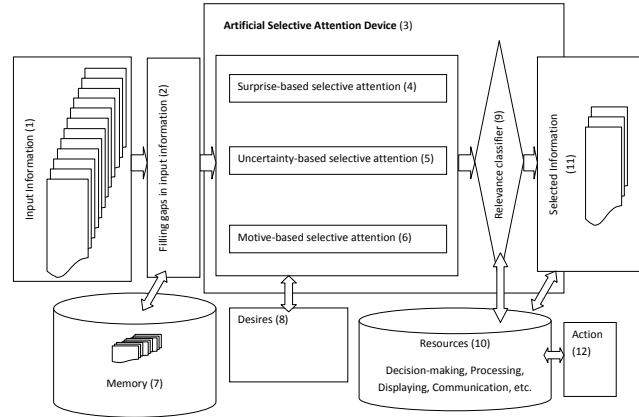 Artificial Selective Attention Device (3)
Input Information (1)
Filling gaps in input information (2)
Surprise-based selective attention (4)
Uncertainty-based selective attention (5)
Motive-based selective attention (6)
Relevance classifier (9)
Selected Information
(11)
Memory (7)
Desires (8)
Resources (10)
Decision-making, Processing,
Displaying, Communication, etc.
Action
(12)